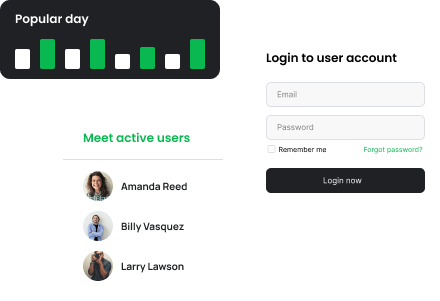 Popular day
Meet active users
Amanda Reed
Billy Vasquez
Larry Lawson
Login to user account
Email
Password
Remember me
Forgot password?
Login now